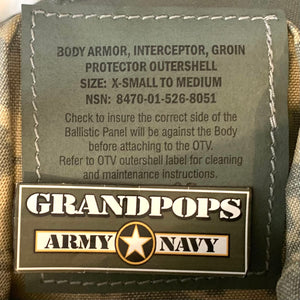 BODY ARMOR, INTERCEPTOR, GROIN
PROTECTOR OUTERSHELL
SIZE: X-SMALL TO MEDIUM
NSN: 8470-01-526-8051
Check to insure the correct side of the
Ballistic Panel will be against the Body
before attaching to the OTV.
Refer to OTV outershell label for cleaning
and maintenance instructions.
GRANDPOPS
ARMY NAVY